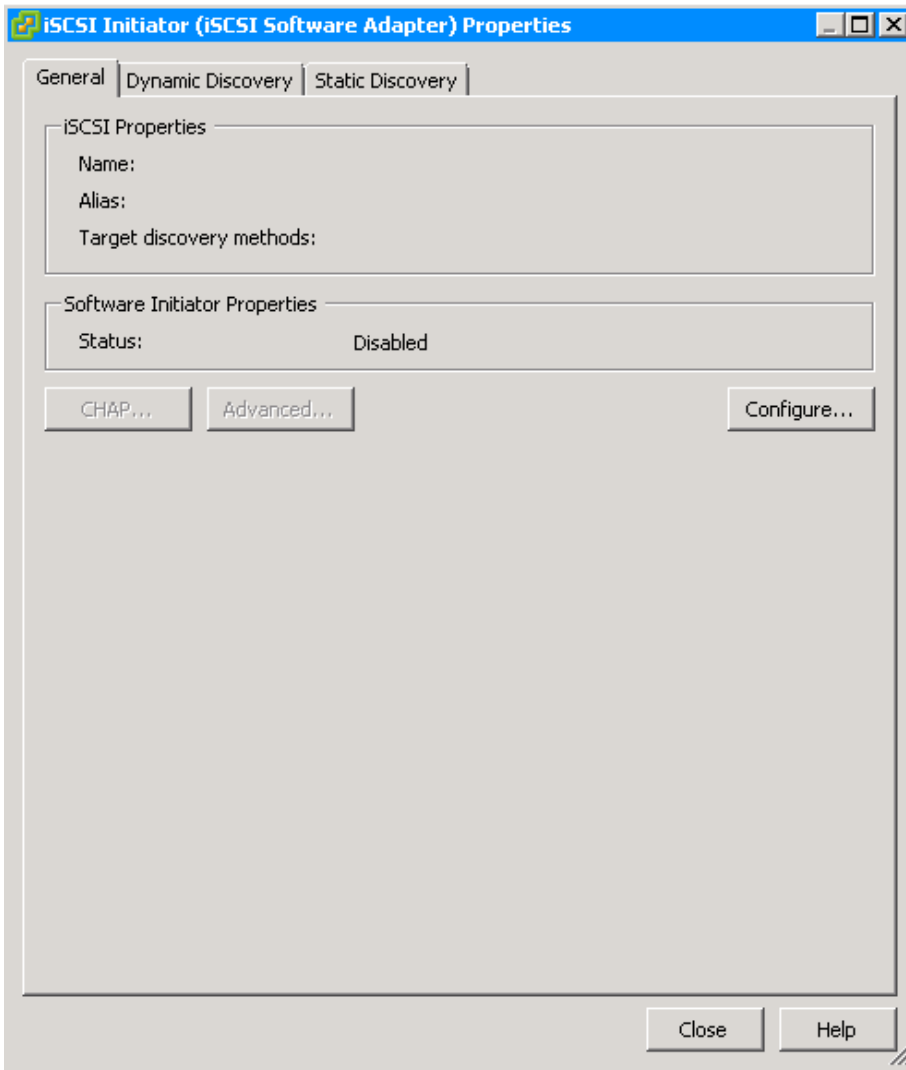 iSCSI Initiator (iSCSI Software Adapter) Properties
General Dynamic Discovery Static Discovery
iSCSI Properties
Name:
Alias:
Target discovery methods:
Software Initiator Properties
Status: Disabled
CHAP... Advanced... Configure...
Close Help